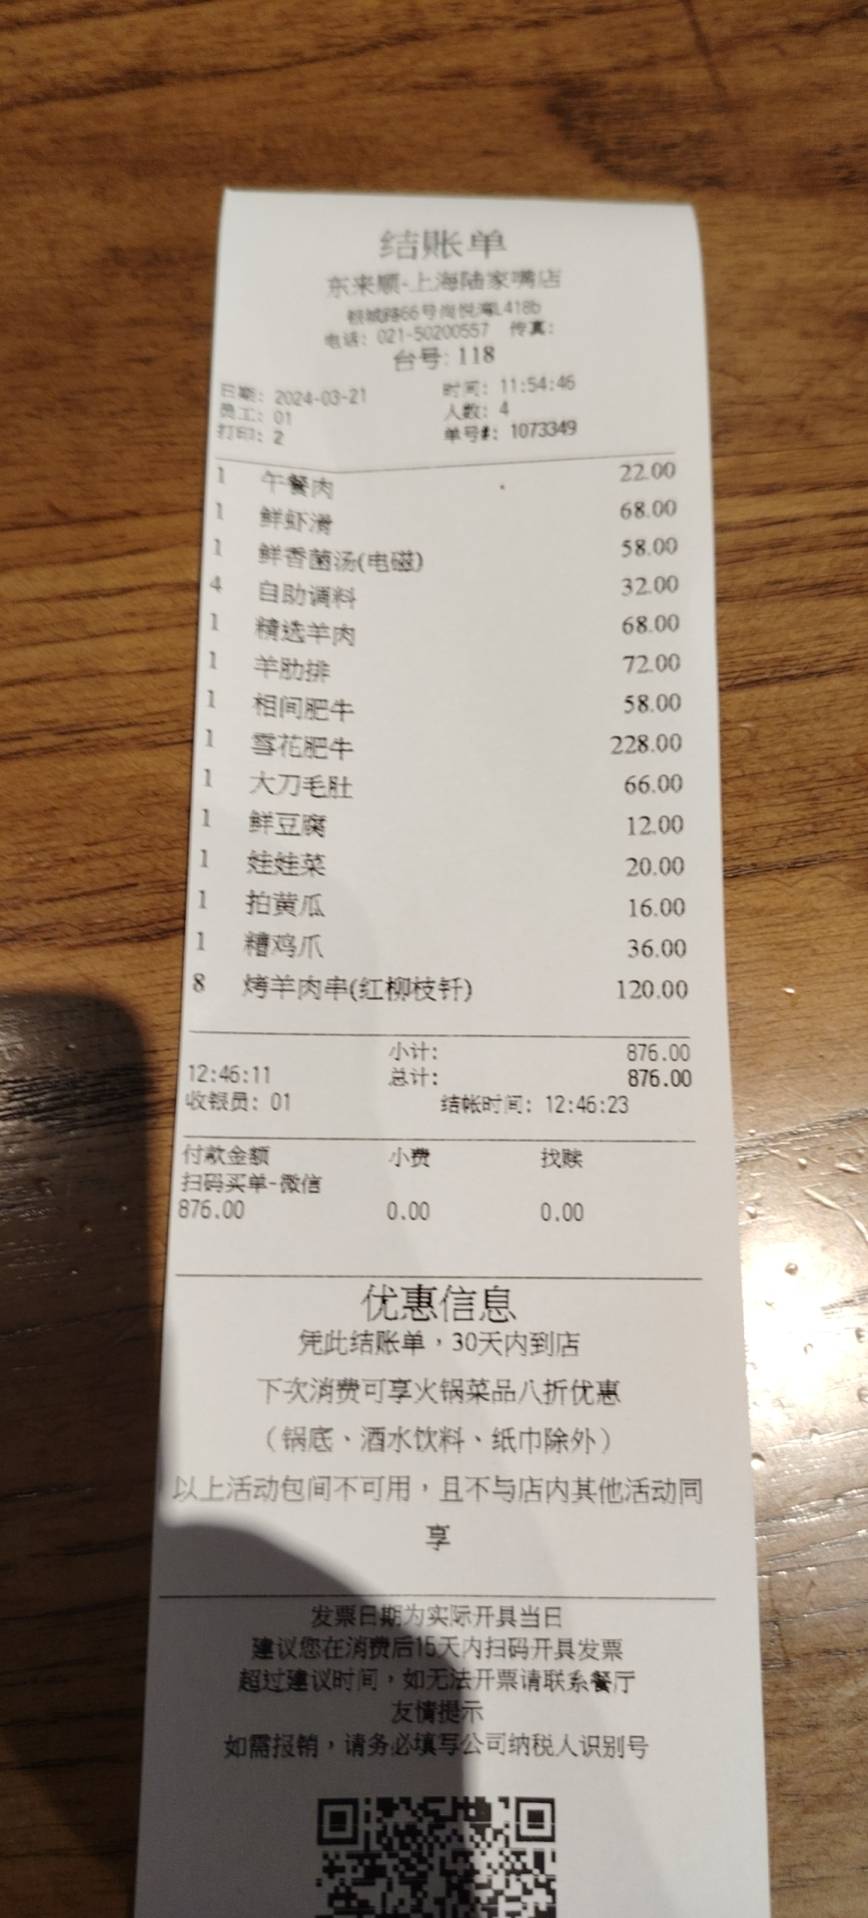 结账单
东来顺-上海陆家嘴店
银城路66号尚悦湾L418b
电话: 021-50200557 传真:
台号: 118
日期: 2024-03-21 时间: 11:54:46
员工: 01 人数: 4
打印: 2 单号#: 1073349
1 午餐肉 22.00
1 鲜虾滑 68.00
1 鲜香菌汤(电磁) 58.00
4 自助调料 32.00
1 精选羊肉 68.00
1 羊肋排 72.00
1 相间肥牛 58.00
1 雪花肥牛 228.00
1 大刀毛肚 66.00
1 鲜豆腐 12.00
1 娃娃菜 20.00
1 拍黄瓜 16.00
1 糟鸡爪 36.00
8 烤羊肉串(红柳枝钎) 120.00
小计: 876.00
12:46:11 总计: 876.00
收银员: 01 结帐时间: 12:46:23
付款金额 小费 找赎
扫码买单-微信
876.00 0.00 0.00
优惠信息
凭此结账单，30天内到店
下次消费可享火锅菜品八折优惠
（锅底、酒水饮料、纸巾除外）
以上活动包间不可用，且不与店内其他活动同
享
发票日期为实际开具当日
建议您在消费后15天内扫码开具发票
超过建议时间，如无法开票请联系餐厅
友情提示
如需报销，请务必填写公司纳税人识别号